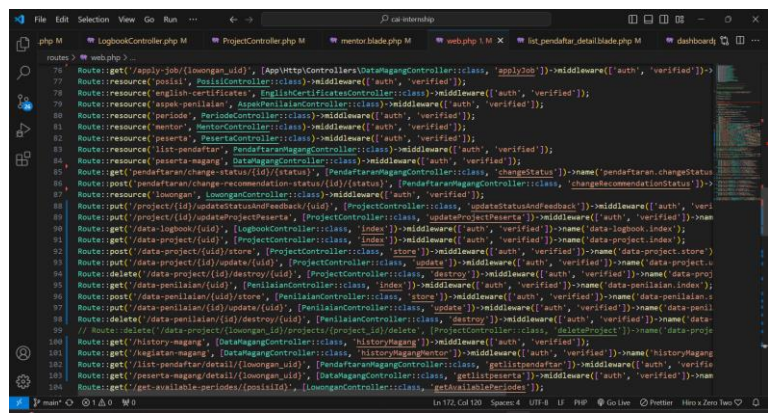 File Edit Selection View Go Run ··· cai-internship
.php M LogbookController.php M ProjectController.php M mentor.blade.php M web.php 1, M list_pendaftar_detail.blade.php M dashboard
routes > web.php > ...
76 Route::get('/apply-job/{lowongan_uid}', [App\Http\Controllers\DataMagangController::class, 'applyJob'])->middleware(['auth', 'verified'])->
77 Route::resource('posisi', PosisiController::class)->middleware(['auth', 'verified']);
78 Route::resource('english-certificates', EnglishCertificatesController::class)->middleware(['auth', 'verified']);
79 Route::resource('aspek-penilaian', AspekPenilaianController::class)->middleware(['auth', 'verified']);
80 Route::resource('periode', PeriodeController::class)->middleware(['auth', 'verified']);
81 Route::resource('mentor', MentorController::class)->middleware(['auth', 'verified']);
82 Route::resource('peserta', PesertaController::class)->middleware(['auth', 'verified']);
83 Route::resource('list-pendaftar', PendaftaranMagangController::class)->middleware(['auth', 'verified']);
84 Route::resource('peserta-magang', DataMagangController::class)->middleware(['auth', 'verified']);
85 Route::get('pendaftaran/change-status/{id}/{status}', [PendaftaranMagangController::class, 'changeStatus'])->name('pendaftaran.changeStatus
86 Route::post('pendaftaran/change-recommendation-status/{id}/{status}', [PendaftaranMagangController::class, 'changeRecommendationStatus'])->
87 Route::resource('lowongan', LowonganController::class)->middleware(['auth', 'verified']);
88 Route::put('/project/{id}/updateStatusAndFeedback/{uid}', [ProjectController::class, 'updateStatusAndFeedback'])->middleware(['auth', 'veri
89 Route::put('/project/{id}/updateProjectPeserta', [ProjectController::class, 'updateProjectPeserta'])->middleware(['auth', 'verified'])->nam
90 Route::get('/data-logbook/{uid}', [LogbookController::class, 'index'])->middleware(['auth', 'verified'])->name('data-logbook.index');
91 Route::get('/data-project/{uid}', [ProjectController::class, 'index'])->middleware(['auth', 'verified'])->name('data-project.index');
92 Route::post('/data-project/{uid}/store', [ProjectController::class, 'store'])->middleware(['auth', 'verified'])->name('data-project.store')
93 Route::put('/data-project/{id}/update/{uid}', [ProjectController::class, 'update'])->middleware(['auth', 'verified'])->name('data-project.u
94 Route::delete('/data-project/{id}/destroy/{uid}', [ProjectController::class, 'destroy'])->middleware(['auth', 'verified'])->name('data-proj
95 Route::get('/data-penilaian/{uid}', [PenilaianController::class, 'index'])->middleware(['auth', 'verified'])->name('data-penilaian.index');
96 Route::post('/data-penilaian/{uid}/store', [PenilaianController::class, 'store'])->middleware(['auth', 'verified'])->name('data-penilaian.s
97 Route::put('/data-penilaian/{id}/update/{uid}', [PenilaianController::class, 'update'])->middleware(['auth', 'verified'])->name('data-penil
98 Route::delete('/data-penilaian/{id}/destroy/{uid}', [PenilaianController::class, 'destroy'])->middleware(['auth', 'verified'])->name('data-
99 // Route::delete('/data-project/{lowongan_id}/projects/{project_id}/delete', [ProjectController::class, 'deleteProject'])->name('data-proje
100 Route::get('/history-magang', [DataMagangController::class, 'historyMagang'])->middleware(['auth', 'verified']);
101 Route::get('/kegiatan-magang', [DataMagangController::class, 'historyMagangMentor'])->middleware(['auth', 'verified'])->name('historyMagang
102 Route::get('/list-pendaftar/detail/{lowongan_uid}', [PendaftaranMagangController::class, 'getlistpendaftar'])->middleware(['auth', 'verifie
103 Route::get('/peserta-magang/detail/{lowongan_uid}', [DataMagangController::class, 'getlistpeserta'])->middleware(['auth', 'verified'])->nam
104 Route::get('/get-available-periodes/{posisiId}', [LowonganController::class, 'getAvailablePeriodes']);
main* 1 0 8 Ln 172, Col 120 Spaces: 4 UTF-8 LF PHP Go Live Prettier Hiro x Zero Two